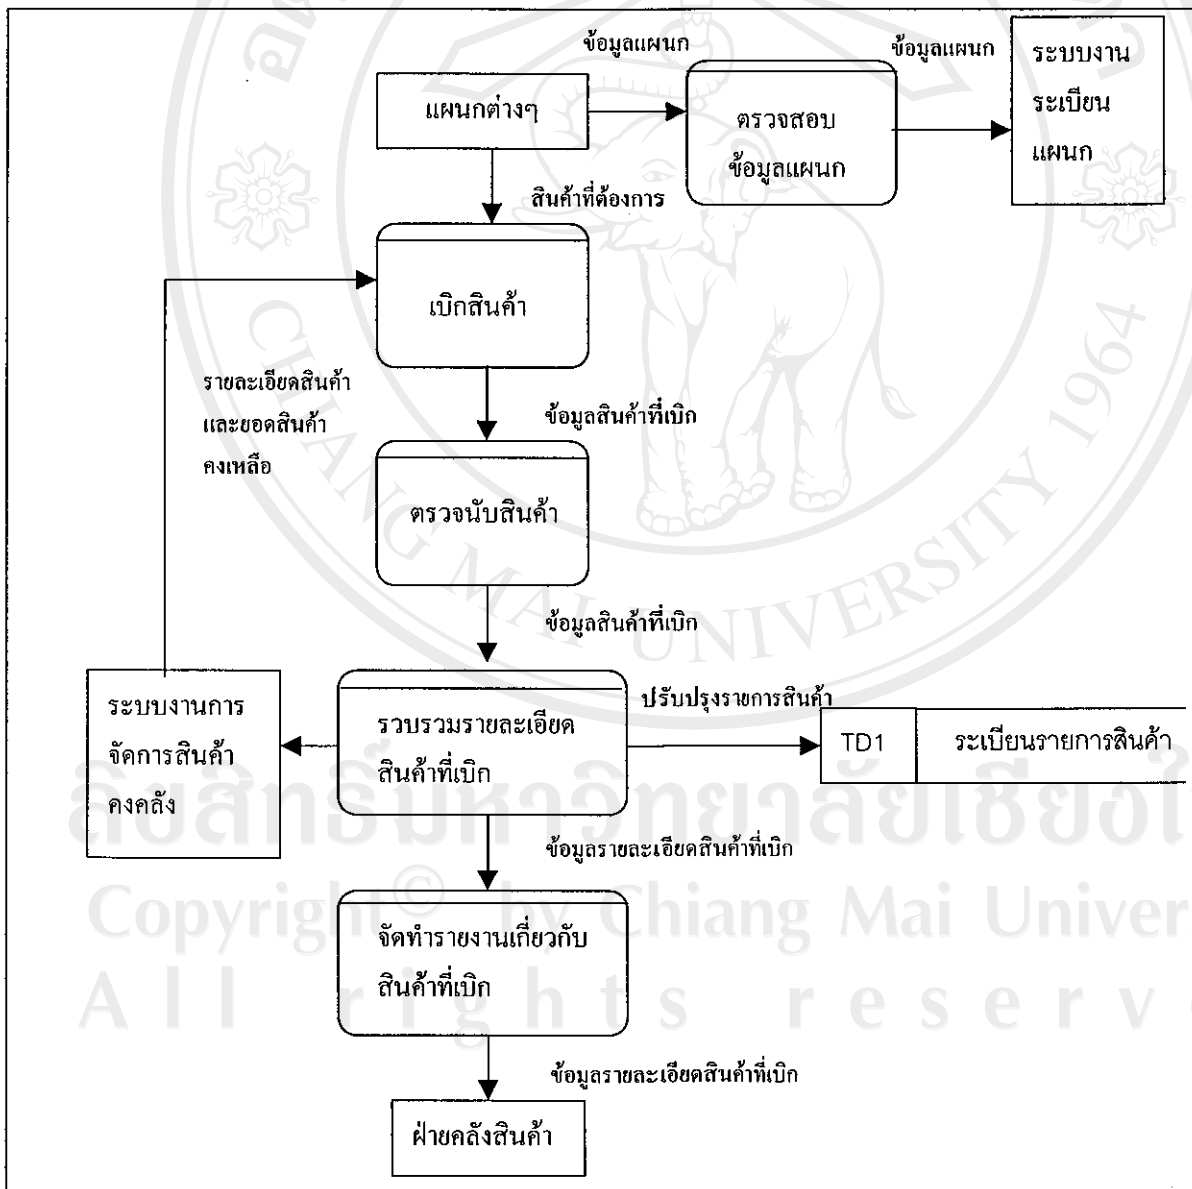 ข้อมูลแผนก
ข้อมูลแผนก
ระบบงาน
ระเบียน
แผนก
แผนกต่างๆ
ตรวจสอบ
ข้อมูลแผนก
สินค้าที่ต้องการ
เบิกสินค้า
รายละเอียดสินค้า
และยอดสินค้า
คงเหลือ
ข้อมูลสินค้าที่เบิก
ตรวจนับสินค้า
ข้อมูลสินค้าที่เบิก
ระบบงานการ
จัดการสินค้า
คงคลัง
รวบรวมรายละเอียด
สินค้าที่เบิก
ปรับปรุงรายการสินค้า
TD1
ระเบียนรายการสินค้า
ข้อมูลรายละเอียดสินค้าที่เบิก
จัดทำรายงานเกี่ยวกับ
สินค้าที่เบิก
ข้อมูลรายละเอียดสินค้าที่เบิก
ฝ่ายคลังสินค้า
CHIANG MAI UNIVERSITY 1964
ลิขสิทธิ์มหาวิทยาลัยเชียงใ
Copyright© by Chiang Mai Univer
All rights reserv